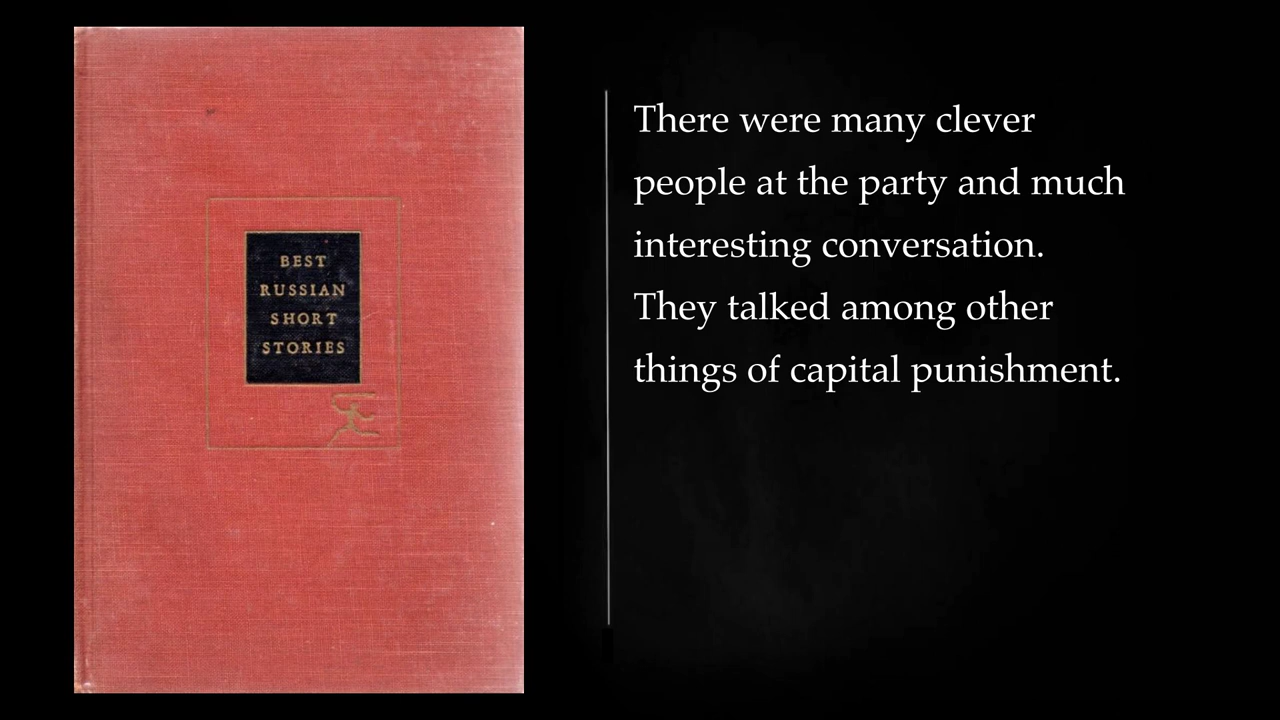 BEST
RUSSIAN
SHORT
STORIES
There were many clever
people at the party and much
interesting conversation.
They talked among other
things of capital punishment.